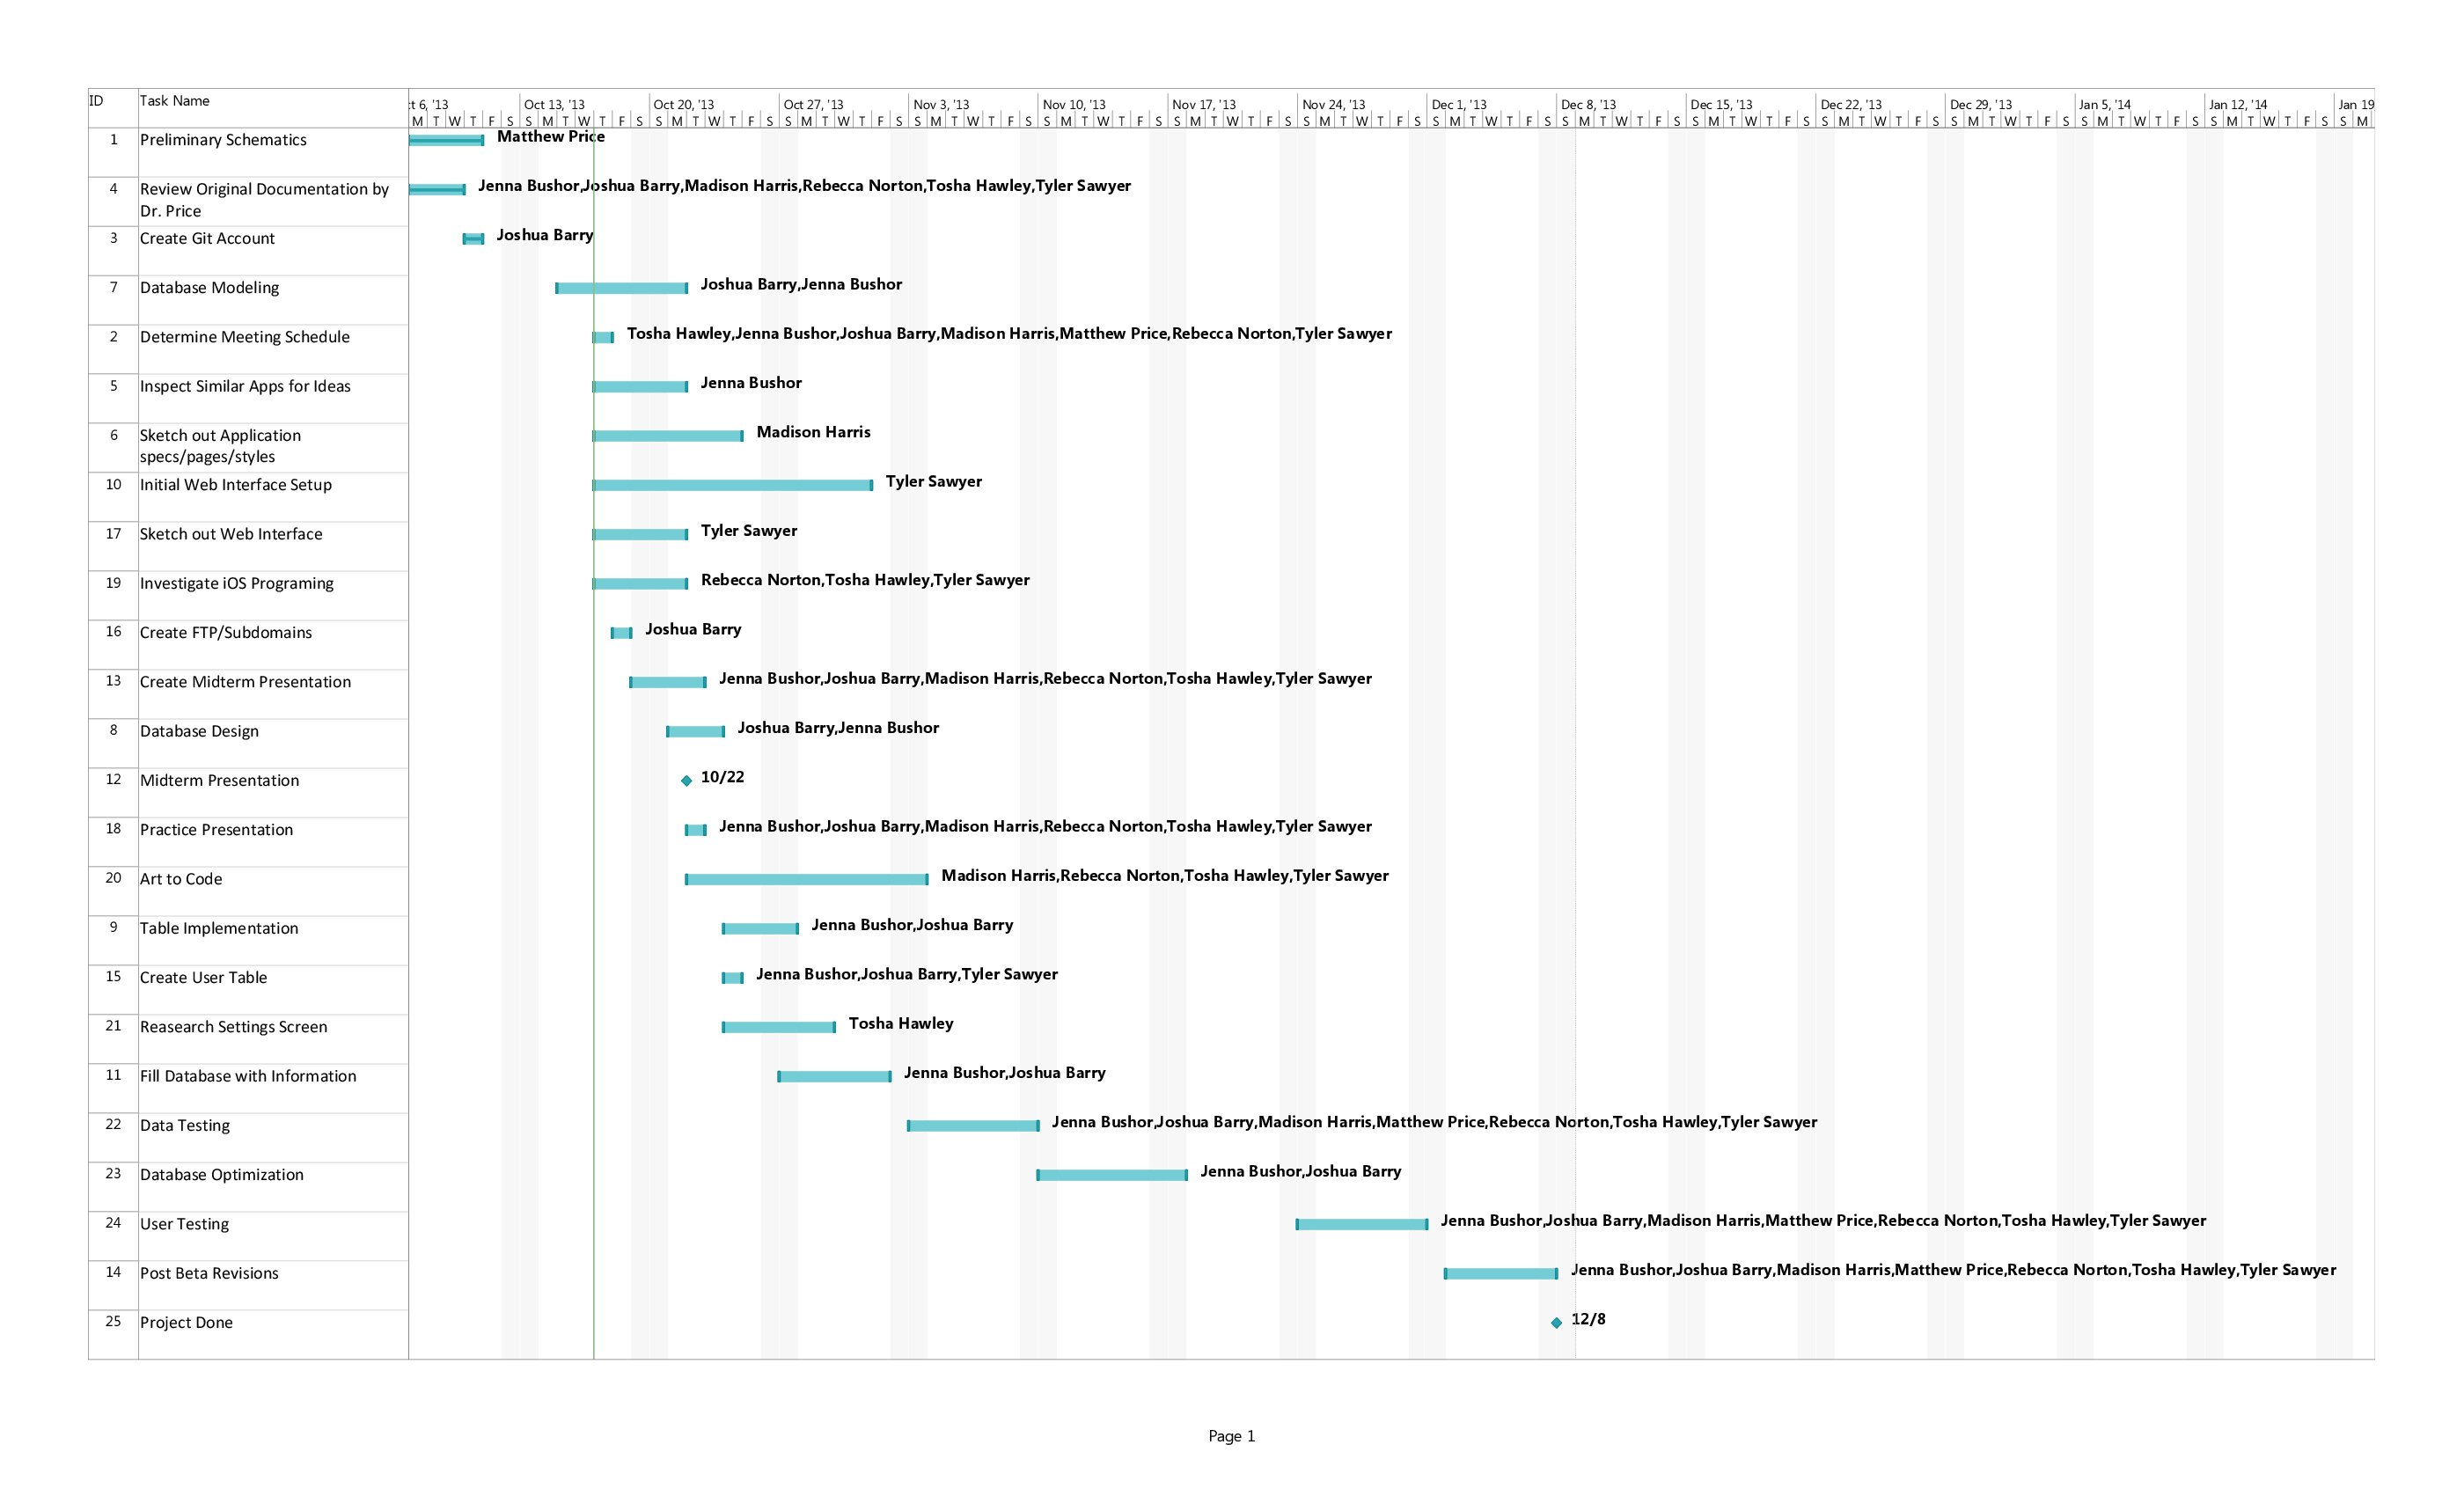 ID Task Name
t 6, '13 Oct 13, '13 Oct 20, '13 Oct 27, '13 Nov 3, '13 Nov 10, '13 Nov 17, '13 Nov 24, '13 Dec 1, '13 Dec 8, '13 Dec 15, '13 Dec 22, '13 Dec 29, '13 Jan 5, '14 Jan 12, '14 Jan 19
M T W T F S S M T W T F S S M T W T F S S M T W T F S S M T W T F S S M T W T F S S M T W T F S S M T W T F S S M T W T F S S M T W T F S S M T W T F S S M T W T F S S M T W T F S S M T W T F S S M T W T F S S M
1 Preliminary Schematics Matthew Price
4 Review Original Documentation by Jenna Bushor,Joshua Barry,Madison Harris,Rebecca Norton,Tosha Hawley,Tyler Sawyer
Dr. Price
3 Create Git Account Joshua Barry
7 Database Modeling Joshua Barry,Jenna Bushor
2 Determine Meeting Schedule Tosha Hawley,Jenna Bushor,Joshua Barry,Madison Harris,Matthew Price,Rebecca Norton,Tyler Sawyer
5 Inspect Similar Apps for Ideas Jenna Bushor
6 Sketch out Application Madison Harris
specs/pages/styles
10 Initial Web Interface Setup Tyler Sawyer
17 Sketch out Web Interface Tyler Sawyer
19 Investigate iOS Programing Rebecca Norton,Tosha Hawley,Tyler Sawyer
16 Create FTP/Subdomains Joshua Barry
13 Create Midterm Presentation Jenna Bushor,Joshua Barry,Madison Harris,Rebecca Norton,Tosha Hawley,Tyler Sawyer
8 Database Design Joshua Barry,Jenna Bushor
12 Midterm Presentation 10/22
18 Practice Presentation Jenna Bushor,Joshua Barry,Madison Harris,Rebecca Norton,Tosha Hawley,Tyler Sawyer
20 Art to Code Madison Harris,Rebecca Norton,Tosha Hawley,Tyler Sawyer
9 Table Implementation Jenna Bushor,Joshua Barry
15 Create User Table Jenna Bushor,Joshua Barry,Tyler Sawyer
21 Reasearch Settings Screen Tosha Hawley
11 Fill Database with Information Jenna Bushor,Joshua Barry
22 Data Testing Jenna Bushor,Joshua Barry,Madison Harris,Matthew Price,Rebecca Norton,Tosha Hawley,Tyler Sawyer
23 Database Optimization Jenna Bushor,Joshua Barry
24 User Testing Jenna Bushor,Joshua Barry,Madison Harris,Matthew Price,Rebecca Norton,Tosha Hawley,Tyler Sawyer
14 Post Beta Revisions Jenna Bushor,Joshua Barry,Madison Harris,Matthew Price,Rebecca Norton,Tosha Hawley,Tyler Sawyer
25 Project Done 12/8
Page 1